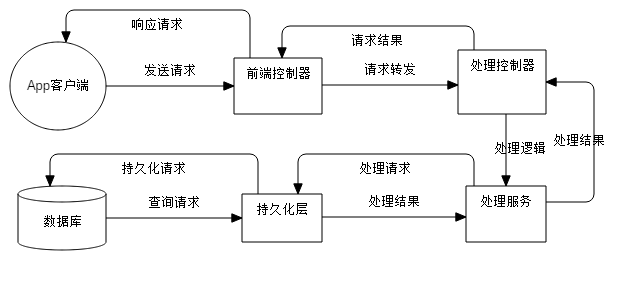 响应请求
请求结果
App客户端
发送请求
前端控制器
请求转发
处理控制器
处理逻辑
处理结果
持久化请求
处理请求
数据库
查询请求
持久化层
处理结果
处理服务